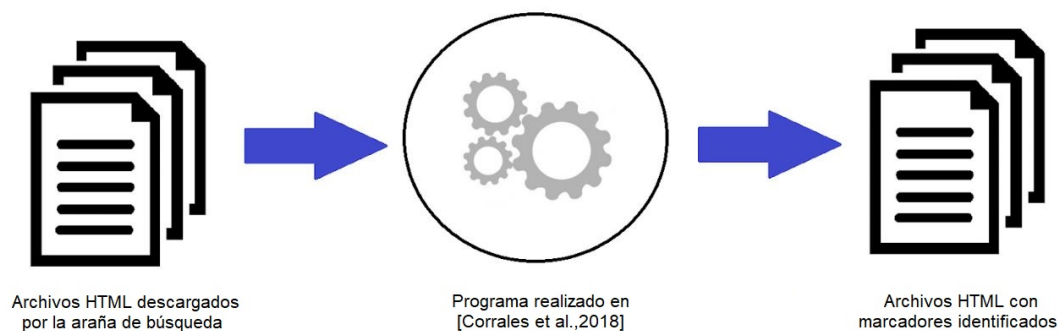 Archivos HTML descargados
por la araña de búsqueda
Programa realizado en
[Corrales et al.,2018]
Archivos HTML con
marcadores identificados